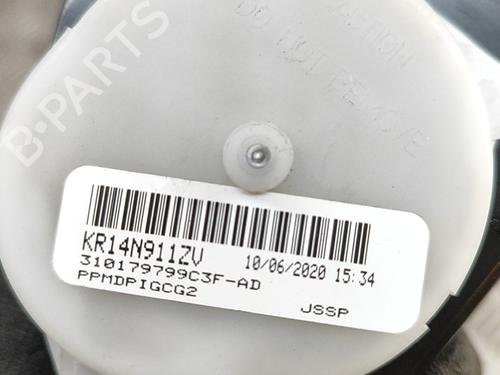 CAUTION
DO NOT REMOVE
B-PARTS
KR14N911ZV
10/06/2020 15:34
310179799C3F-AD
PPMDPIGCG2
JSSP